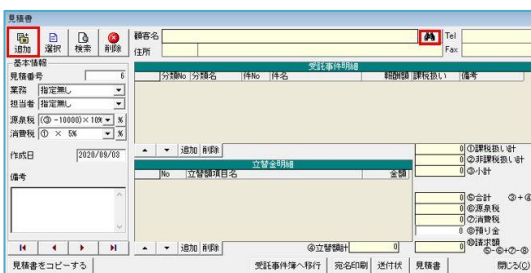 見積書
追加 選択 検索 削除
顧客名
Tel
住所
Fax
基本情報
見積番号 6
業務 指定無し
担当者 指定無し
源泉税 (③ -10000)×10% %
消費税 ① × 5% %
作成日 2020/09/03
備考
受託事件明細
分類No 分類名 件No 件名 報酬額 課税扱い 備考
追加 削除
0 ①課税扱い計
0 ②非課税扱い計
0 ③小計
立替金明細
No 立替額項目名 金額
0 ⑤合計 ③+④
0 ⑥源泉税
0 ⑦消費税
0 ⑧預り金
0 ⑨請求額
⑤-⑥+⑦-⑧
追加 削除 ④立替額計 0
見積書をコピーする 受託事件簿へ移行 宛名印刷 送付状 見積書 閉じる(C)